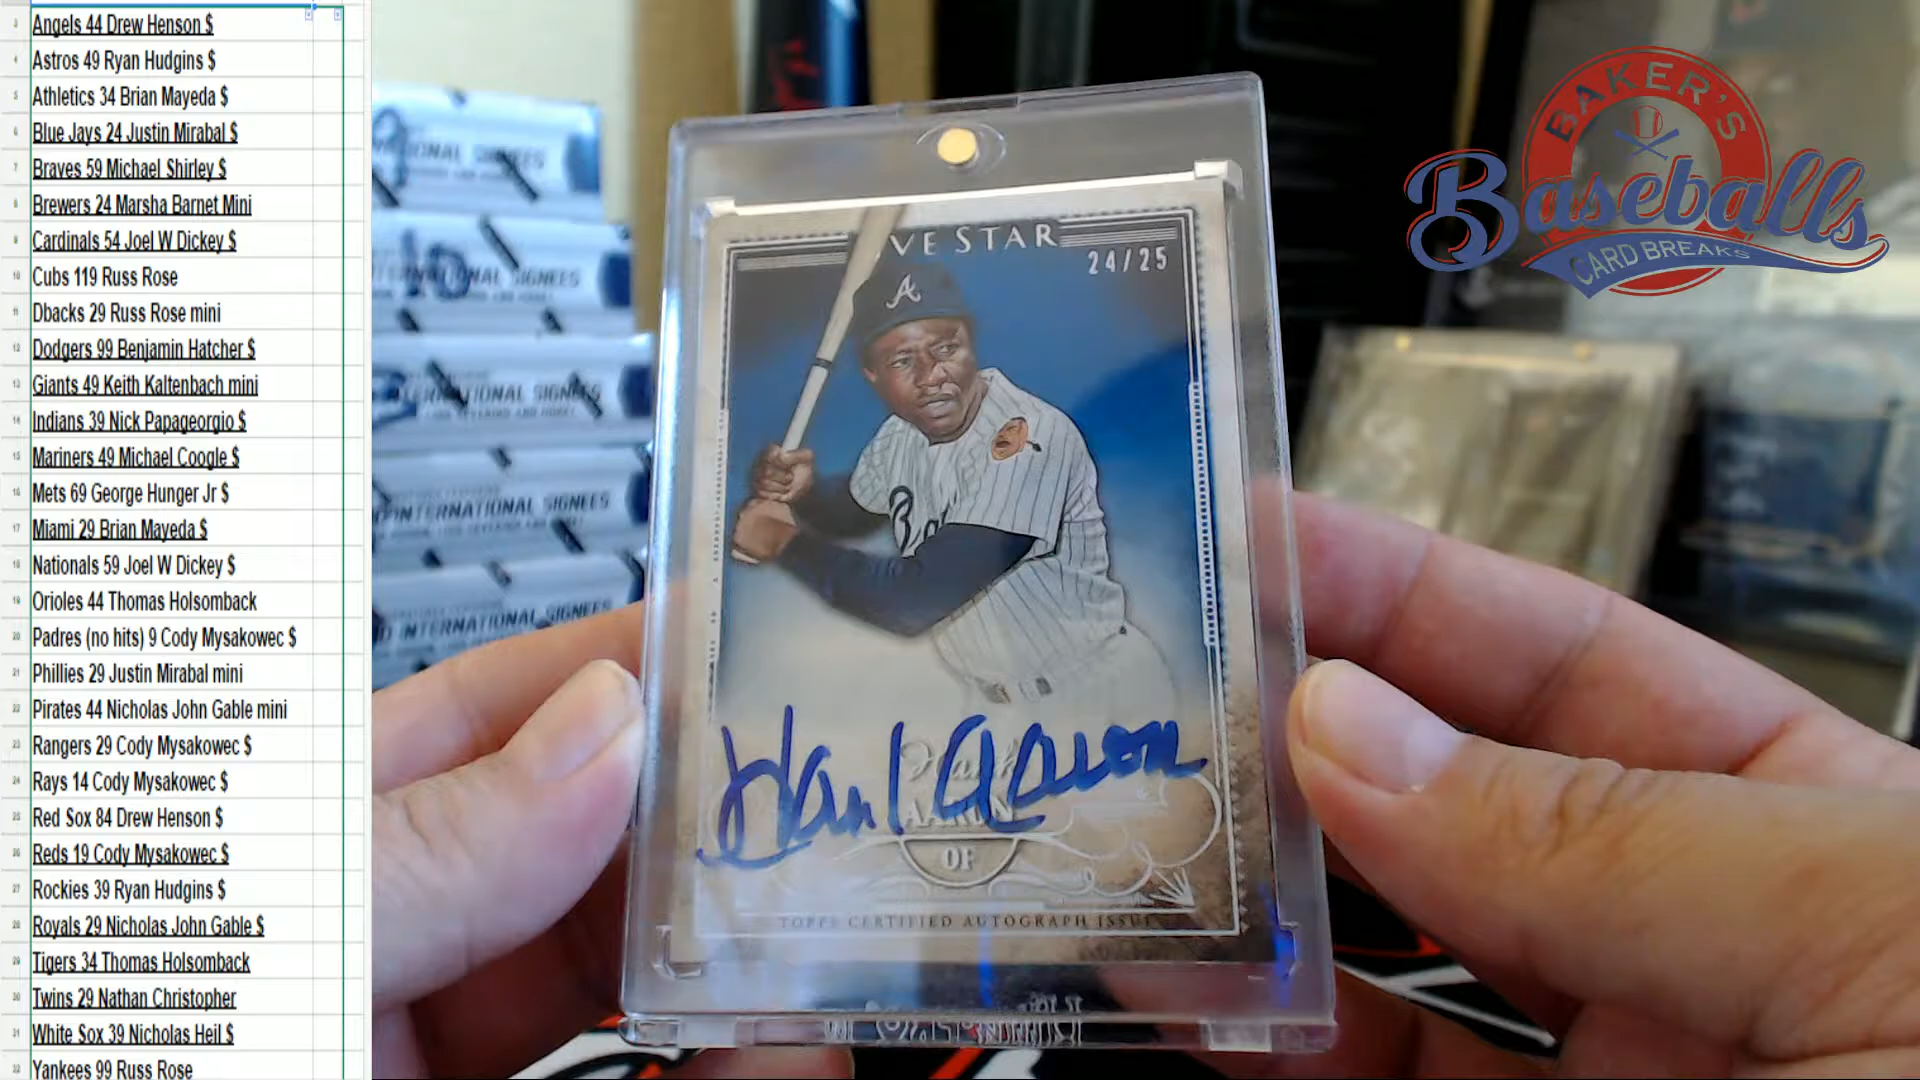 Angels 44 Drew Henson $
Astros 49 Ryan Hudgins $
Athletics 34 Brian Mayeda $
Blue Jays 24 Justin Mirabal $
Braves 59 Michael Shirley $
Brewers 24 Marsha Barnet Mini
Cardinals 54 Joel W Dickey $
Cubs 119 Russ Rose
Dbacks 29 Russ Rose mini
Dodgers 99 Benjamin Hatcher $
Giants 49 Keith Kaltenbach mini
Indians 39 Nick Papageorgio $
Mariners 49 Michael Coogle $
Mets 69 George Hunger Jr $
Miami 29 Brian Mayeda $
Nationals 59 Joel W Dickey $
Orioles 44 Thomas Holsomback
Padres (no hits) 9 Cody Mysakowec $
Phillies 29 Justin Mirabal mini
Pirates 44 Nicholas John Gable mini
Rangers 29 Cody Mysakowec $
Rays 14 Cody Mysakowec $
Red Sox 84 Drew Henson $
Reds 19 Cody Mysakowec $
Rockies 39 Ryan Hudgins $
Royals 29 Nicholas John Gable $
Tigers 34 Thomas Holsomback
Twins 29 Nathan Christopher
White Sox 39 Nicholas Heil $
Yankees 99 Russ Rose
INTERNATIONAL SIGNEES
VE STAR
24/25
A
Hank Aaron
Hank
AARON
OF
TOPPS CERTIFIED AUTOGRAPH ISSUE
BAKER'S
Baseballs
CARD BREAKS